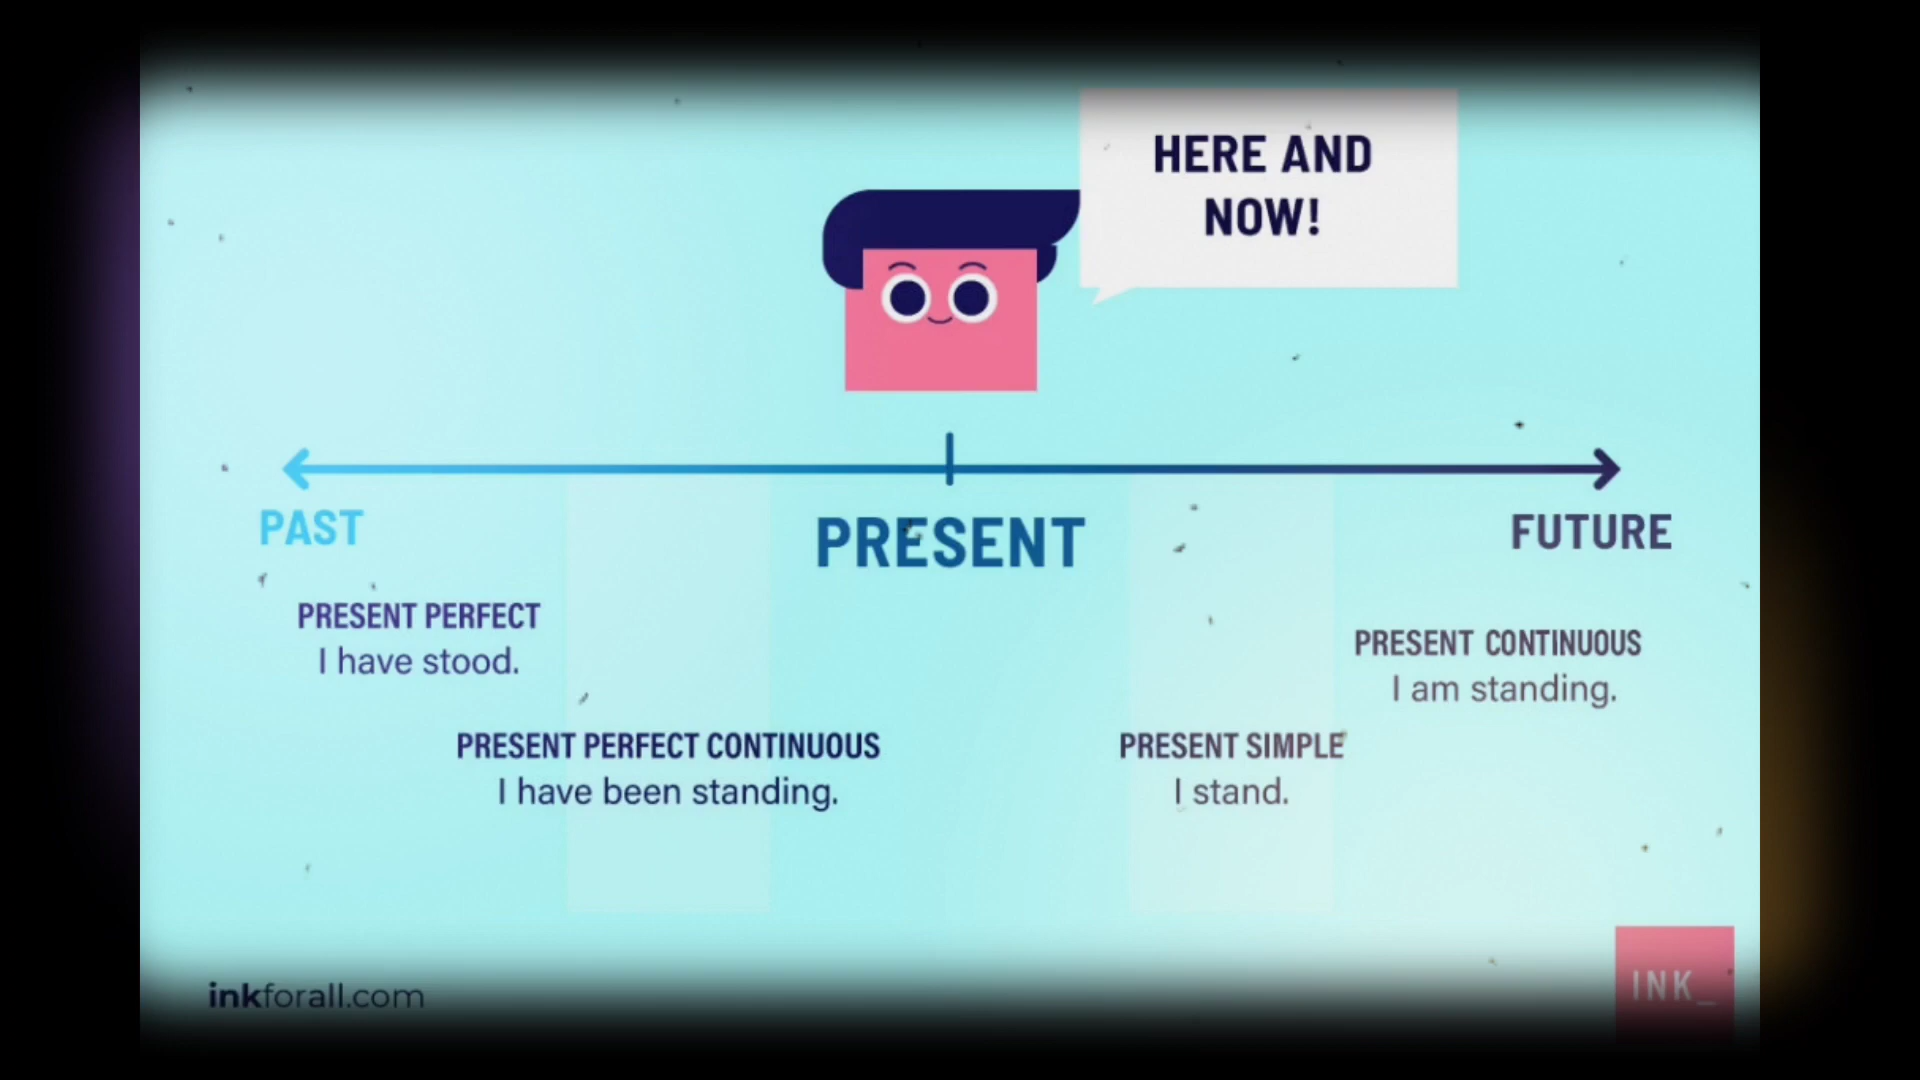 HERE AND
NOW!
PAST
PRESENT
FUTURE
PRESENT PERFECT
I have stood.
PRESENT CONTINUOUS
I am standing.
PRESENT PERFECT CONTINUOUS
I have been standing.
PRESENT SIMPLE
I stand.
inkforall.com
INK_